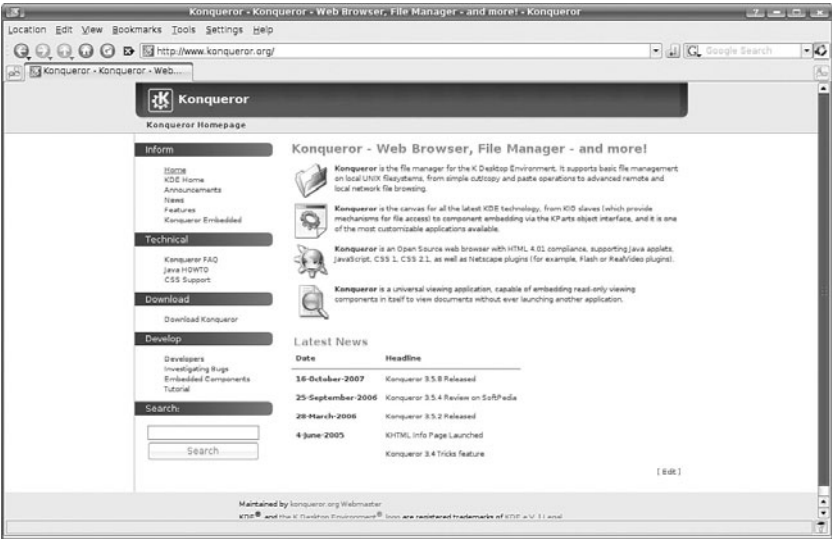 Konqueror - Konqueror - Web Browser, File Manager - and more! - Konqueror
Location Edit View Bookmarks Tools Settings Help
http://www.konqueror.org/
Google Search
Konqueror - Konqueror - Web...
Konqueror
Konqueror Homepage
Inform
Home
KDE Home
Announcements
News
Features
Konqueror Embedded
Technical
Konqueror FAQ
Java HOWTO
CSS Support
Download
Download Konqueror
Develop
Developers
Investigating Bugs
Embedded Components
Tutorial
Search:
Search
Konqueror - Web Browser, File Manager - and more!
Konqueror is the file manager for the K Desktop Environment. It supports basic file management
on local UNIX filesystems, from simple cut/copy and paste operations to advanced remote and
local network file browsing.
Konqueror is the canvas for all the latest KDE technology, from KIO slaves (which provide
mechanisms for file access) to component embedding via the KParts object interface, and it is one
of the most customizable applications available.
Konqueror is an Open Source web browser with HTML 4.01 compliance, supporting Java applets,
JavaScript, CSS 1, CSS 2.1, as well as Netscape plugins (for example, Flash or RealVideo plugins).
Konqueror is a universal viewing application, capable of embedding read-only viewing
components in itself to view documents without ever launching another application.
Latest News
Date Headline
16-October-2007 Konqueror 3.5.8 Released
25-September-2006 Konqueror 3.5.4 Review on SoftPedia
28-March-2006 Konqueror 3.5.2 Released
4-June-2005 KHTML Info Page Launched
Konqueror 3.4 Tricks feature
[ Edit ]
Maintained by konqueror.org Webmaster
KDE® and the K Desktop Environment® logo are registered trademarks of KDE e.V. | Legal